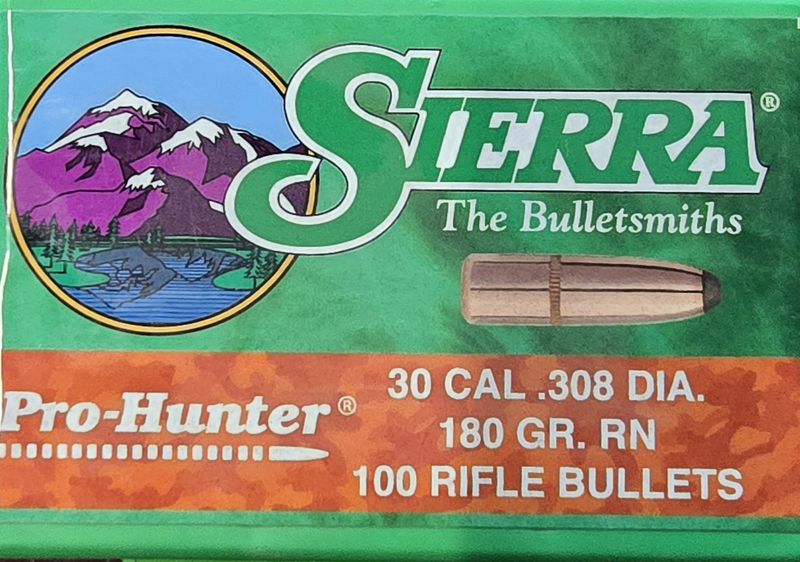 SIERRA®
The Bulletsmiths
Pro-Hunter®
30 CAL .308 DIA.
180 GR. RN
100 RIFLE BULLETS